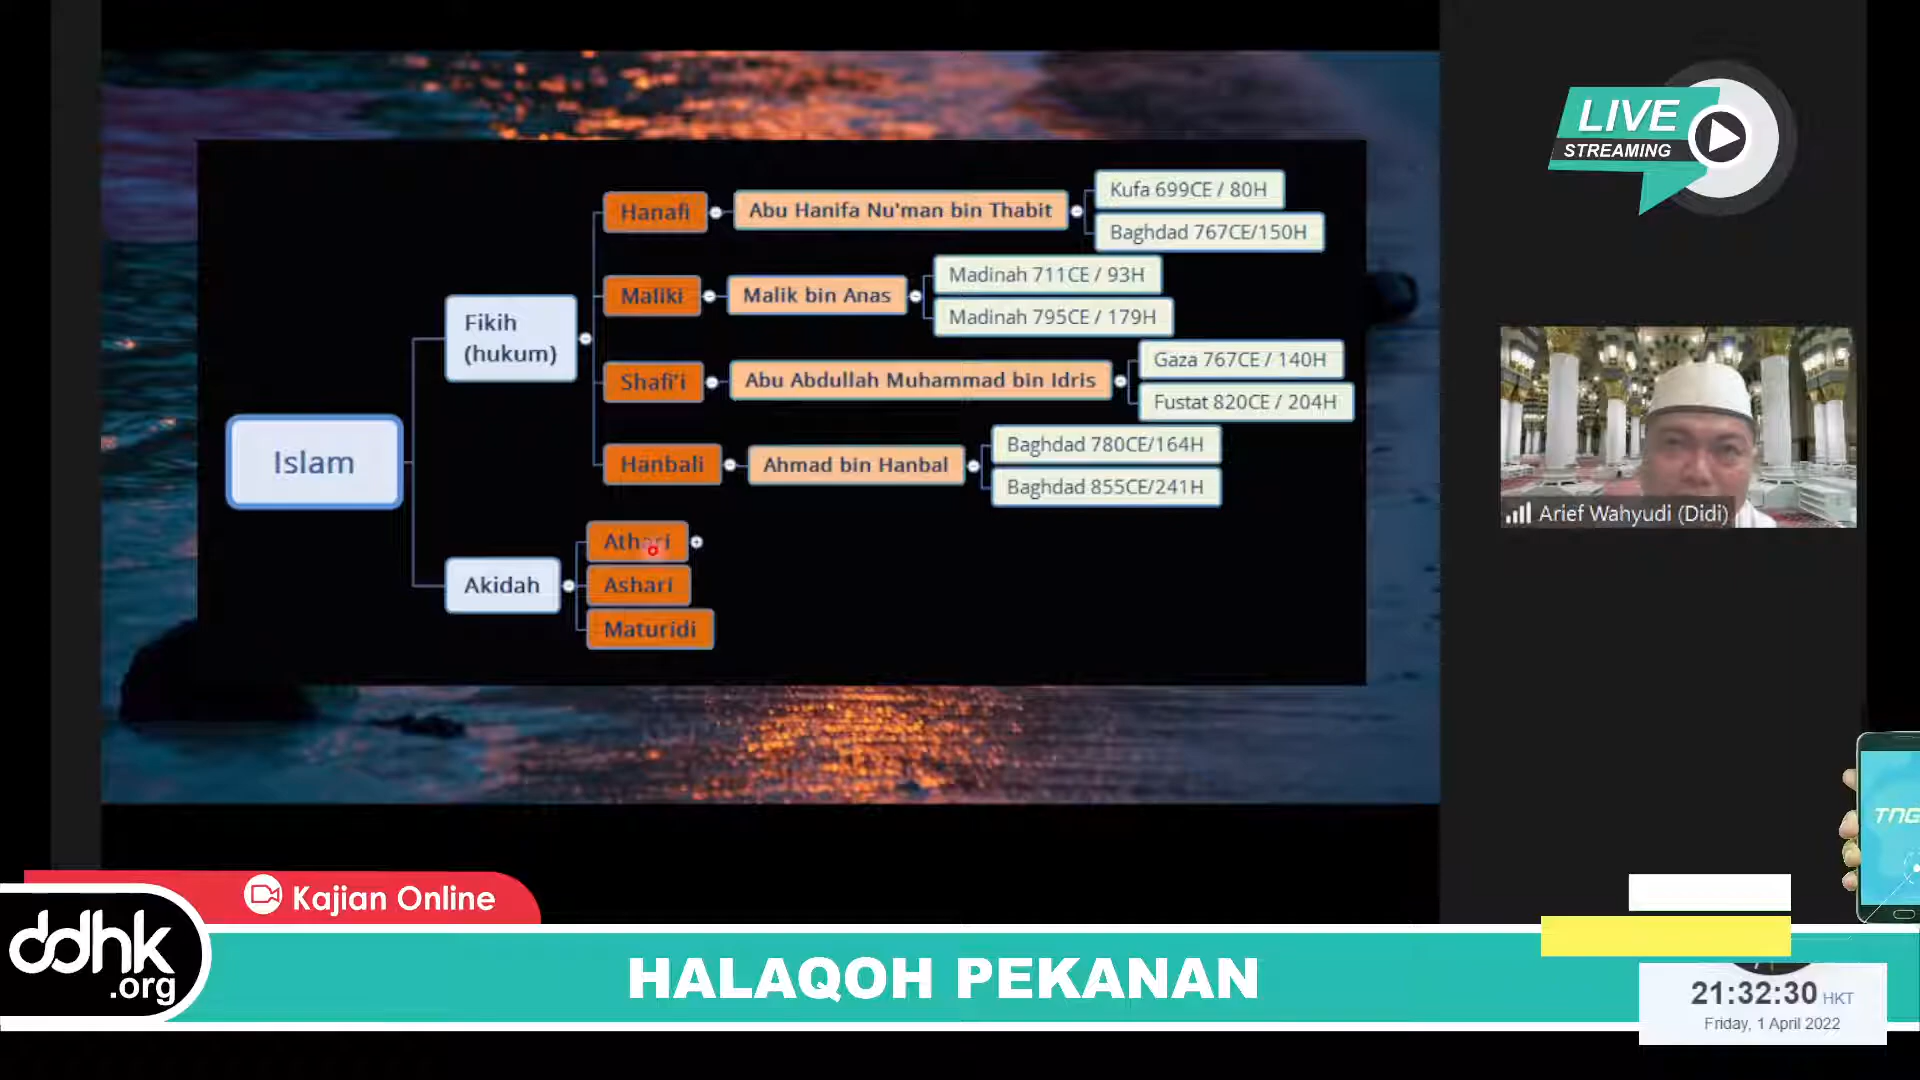 LIVE
STREAMING
Islam
Fikih
(hukum)
Hanafi
Abu Hanifa Nu'man bin Thabit
Kufa 699CE / 80H
Baghdad 767CE/150H
Maliki
Malik bin Anas
Madinah 711CE / 93H
Madinah 795CE / 179H
Shafi'i
Abu Abdullah Muhammad bin Idris
Gaza 767CE / 140H
Fustat 820CE / 204H
Hanbali
Ahmad bin Hanbal
Baghdad 780CE/164H
Baghdad 855CE/241H
Akidah
Athari
Ashari
Maturidi
Arief Wahyudi (Didi)
TNG
Kajian Online
ddhk
.org
HALAQOH PEKANAN
21:32:30 HKT
Friday, 1 April 2022